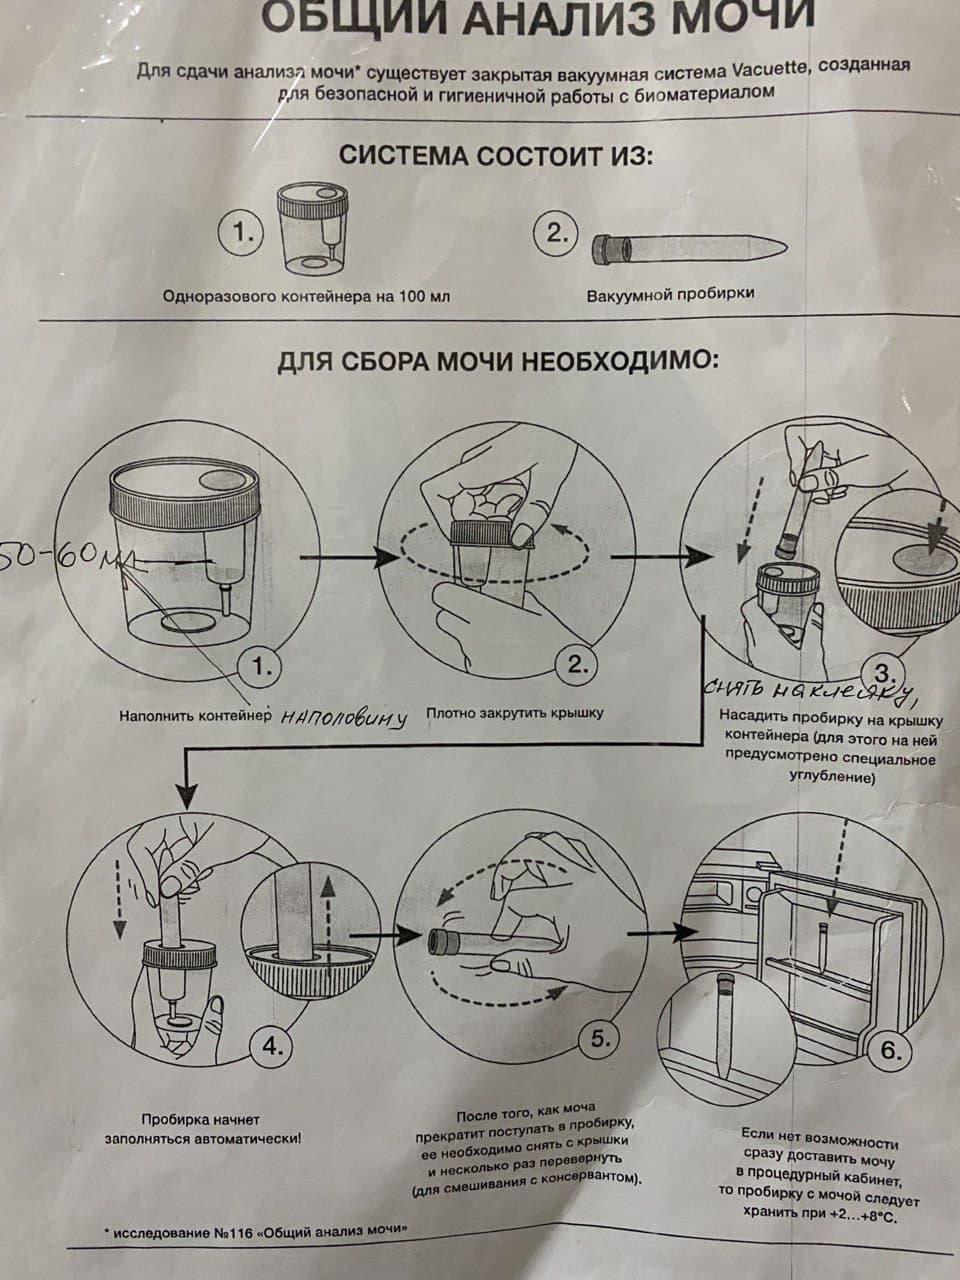 ОБЩИЙ АНАЛИЗ МОЧИ
Для сдачи анализа мочи* существует закрытая вакуумная система Vacuette, созданная
для безопасной и гигиеничной работы с биоматериалом
СИСТЕМА СОСТОИТ ИЗ:
1.
2.
Одноразового контейнера на 100 мл
Вакуумной пробирки
ДЛЯ СБОРА МОЧИ НЕОБХОДИМО:
50-60мл
1.
Наполнить контейнер наполовину
2.
Плотно закрутить крышку
3.
снять наклейку,
Насадить пробирку на крышку
контейнера (для этого на ней
предусмотрено специальное
углубление)
4.
Пробирка начнет
заполняться автоматически!
5.
После того, как моча
прекратит поступать в пробирку,
ее необходимо снять с крышки
и несколько раз перевернуть
(для смешивания с консервантом).
6.
Если нет возможности
сразу доставить мочу
в процедурный кабинет,
то пробирку с мочой следует
хранить при +2...+8°С.
* исследование №116 «Общий анализ мочи»